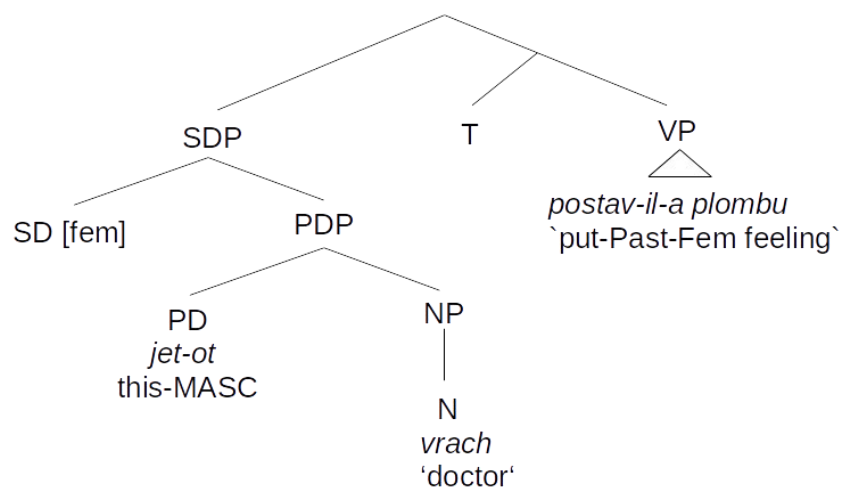 SDP
T
VP
SD [fem]
PDP
postav-il-a plombu
`put-Past-Fem feeling`
PD
jet-ot
this-MASC
NP
N
vrach
‘doctor‘